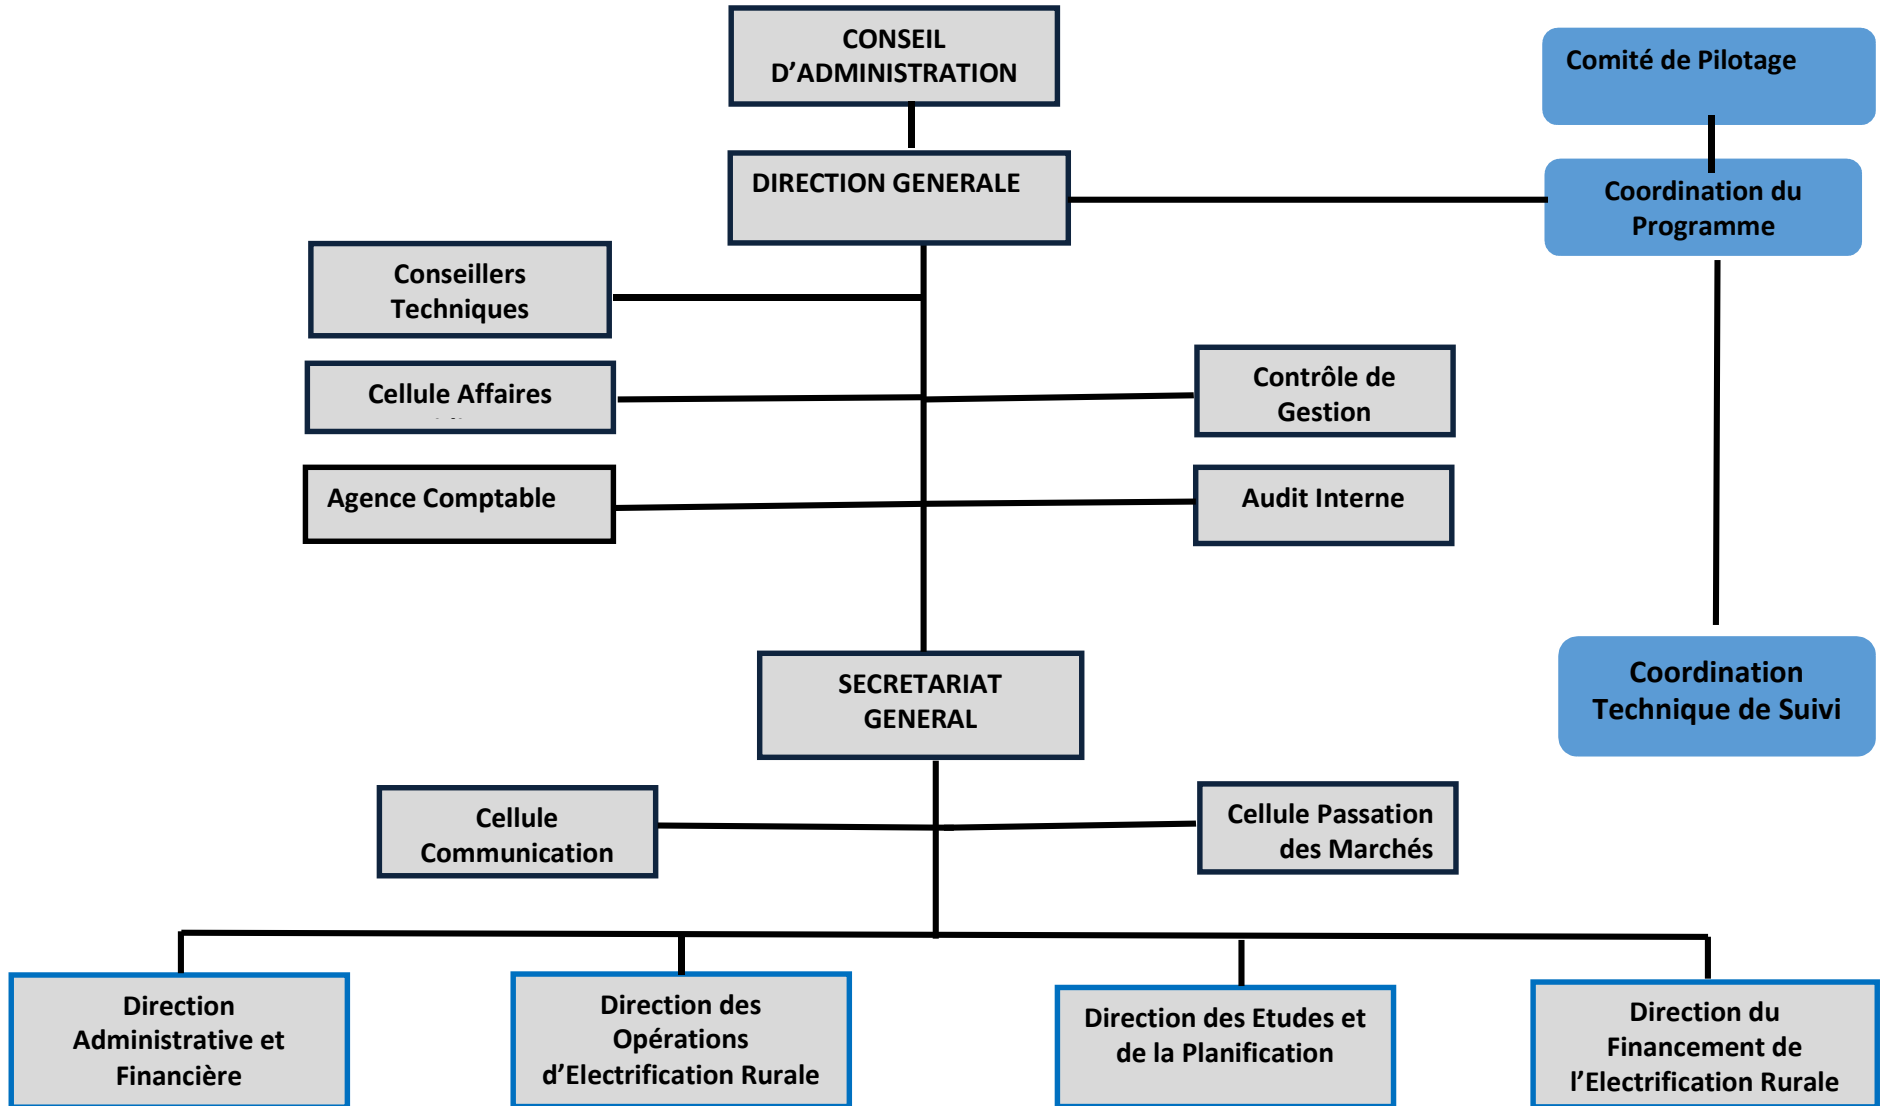 CONSEIL
D’ADMINISTRATION
Comité de Pilotage
DIRECTION GENERALE
Coordination du
Programme
Conseillers
Techniques
Cellule Affaires
Contrôle de
Gestion
Agence Comptable
Audit Interne
SECRETARIAT
GENERAL
Coordination
Technique de Suivi
Cellule
Communication
Cellule Passation
des Marchés
Direction
Administrative et
Financière
Direction des
Opérations
d’Electrification Rurale
Direction des Etudes et
de la Planification
Direction du
Financement de
l’Electrification Rurale